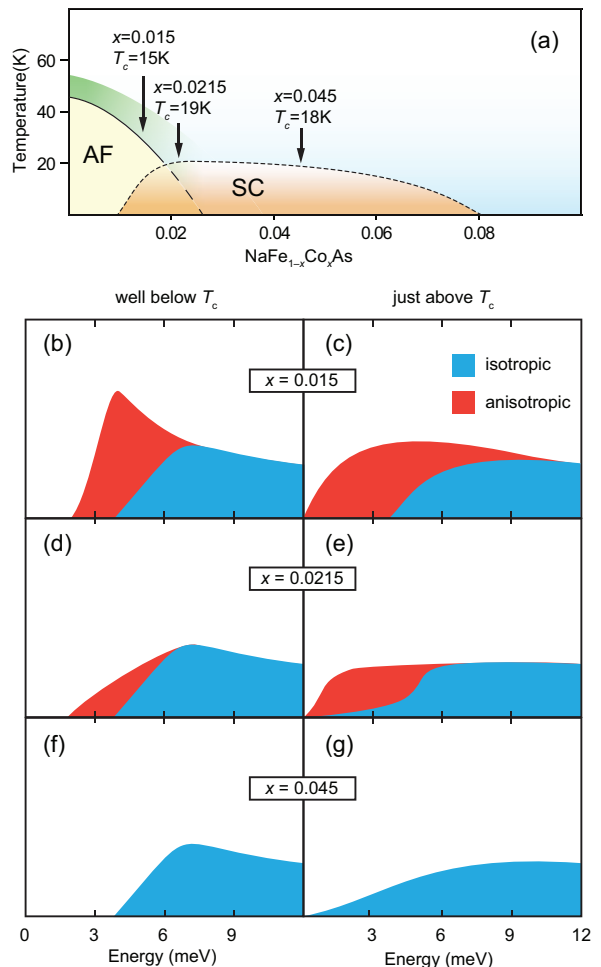 (a)
x=0.015
Tc=15K
x=0.0215
Tc=19K
x=0.045
Tc=18K
Temperature(K)
60
40
20
AF
SC
0.02
0.04
0.06
0.08
NaFe1−xCoxAs
well below Tc
just above Tc
(b)
(c)
isotropic
anisotropic
x = 0.015
(d)
(e)
x = 0.0215
(f)
(g)
x = 0.045
0
3
6
9
0
3
6
9
12
Energy (meV)
Energy (meV)